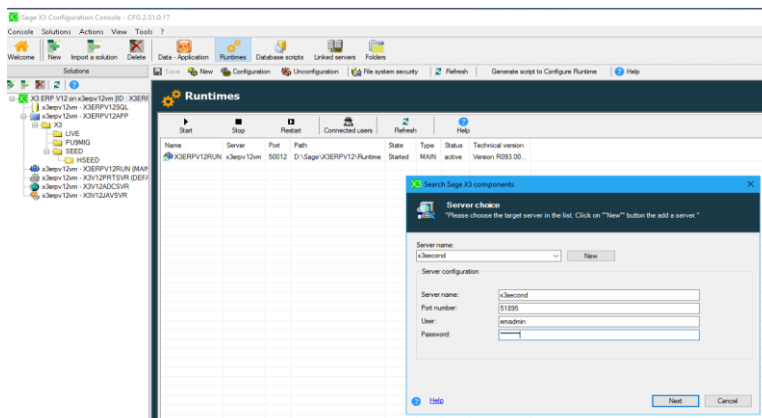 Sage X3 Configuration Console - CFG.2.51.0.17
Console Solutions Actions View Tools ?
Welcome New Import a solution Delete Data - Application Runtimes Database scripts Linked servers Folders
Solutions Save New Configuration Unconfiguration File system security Refresh Generate script to Configure Runtime Help
X3 ERP V12 on x3erpv12vm [ID : X3ERI
x3erpv12vm - X3ERPV12SQL
x3erpv12vm - X3ERPV12APP
X3
LIVE
PU9MIG
SEED
HSEED
x3erpv12vm - X3ERPV12RUN (MAI
x3erpv12vm - X3V12PRTSVR (DEF
x3erpv12vm - X3V12ADCSVR
x3erpv12vm - X3V12JAVSVR
Runtimes
Start Stop Restart Connected users Refresh Help
Name Server Port Path State Type Status Technical version
X3ERPV12RUN x3erpv12vm 50012 D:\Sage\X3ERPV12\Runtime Started MAIN active Version R093.00...
Search Sage X3 components
Server choice
"Please choose the target server in the list. Click on ""New"" button the add a server."
Server name:
x3second New
Server configuration
Server name: x3second
Port number: 51895
User: emadmin
Password: ********
Help Next Cancel